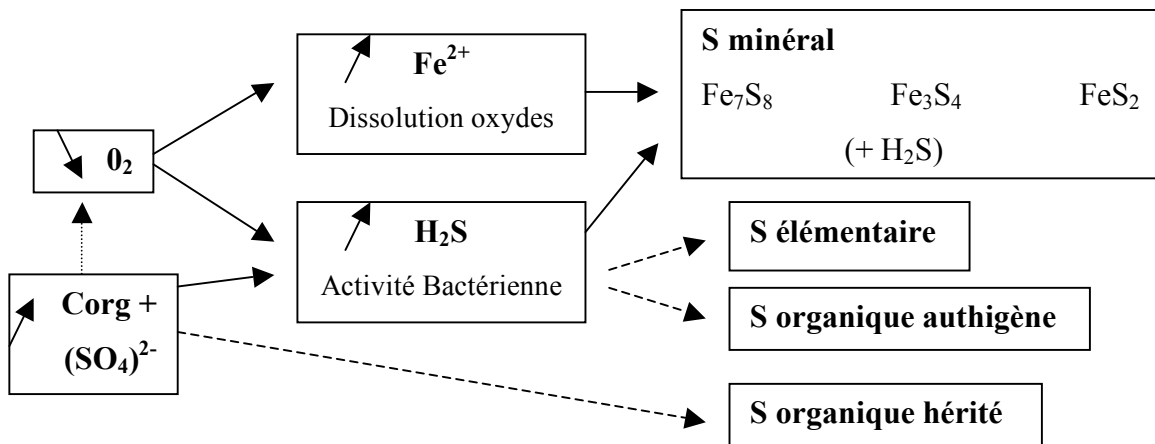 Fe²⁺
Dissolution oxydes
S minéral
Fe₇S₈ Fe₃S₄ FeS₂
(+ H₂S)
0₂
H₂S
Activité Bactérienne
S élémentaire
Corg +
(SO₄)²⁻
S organique authigène
S organique hérité